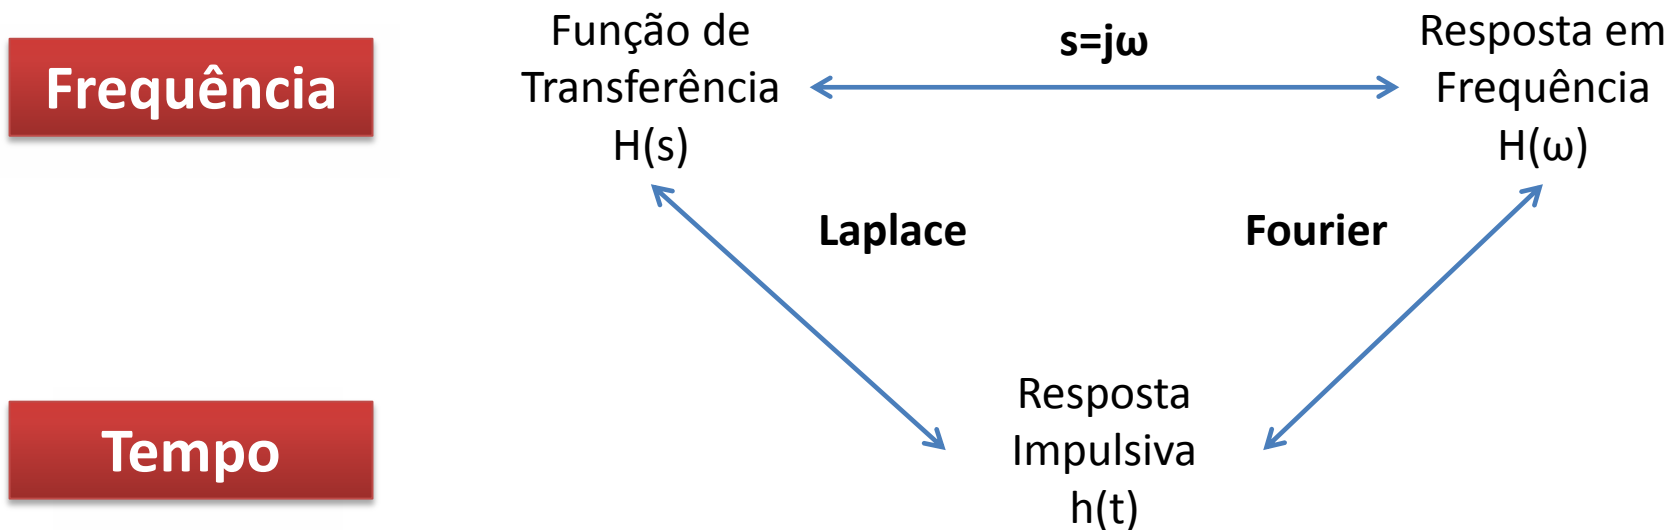 Frequência
Função de
Transferência
H(s)
s=jω
Resposta em
Frequência
H(ω)
Laplace
Fourier
Tempo
Resposta
Impulsiva
h(t)